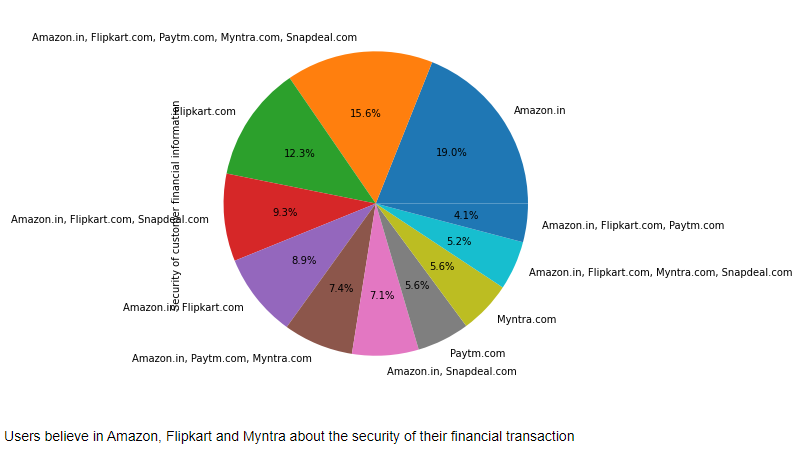 Amazon.in, Flipkart.com, Paytm.com, Myntra.com, Snapdeal.com
Amazon.in
Flipkart.com
15.6%
19.0%
12.3%
Security of customer financial information
9.3%
4.1%
Amazon.in, Flipkart.com, Snapdeal.com
Amazon.in, Flipkart.com, Paytm.com
5.2%
8.9%
5.6%
Amazon.in, Flipkart.com, Myntra.com, Snapdeal.com
7.4%
7.1%
5.6%
Amazon.in, Flipkart.com
Myntra.com
Paytm.com
Amazon.in, Paytm.com, Myntra.com
Amazon.in, Snapdeal.com
Users believe in Amazon, Flipkart and Myntra about the security of their financial transaction